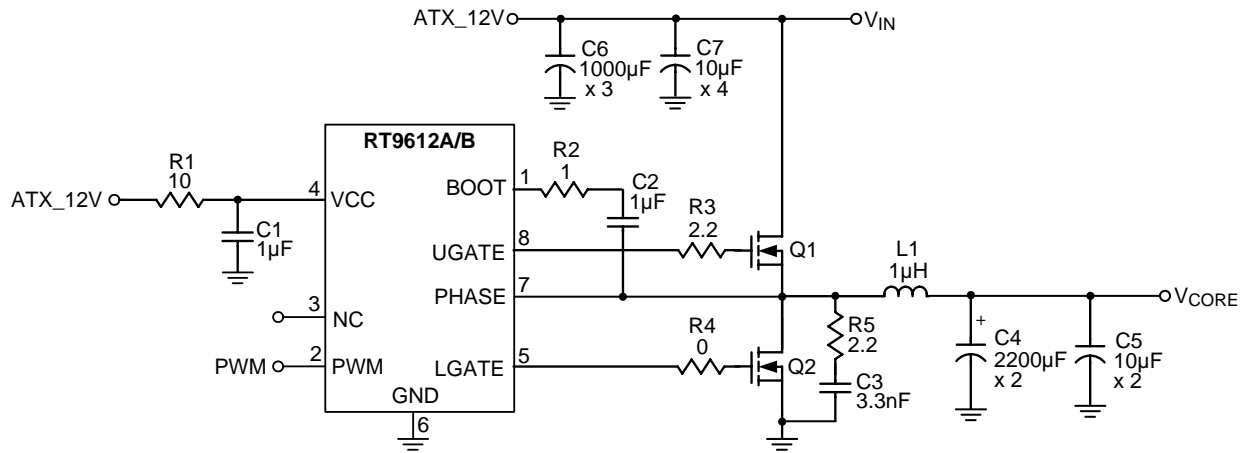 ATX_12V
V_IN
C6
1000µF
x 3
C7
10µF
x 4
RT9612A/B
R1
10
ATX_12V
4
VCC
C1
1µF
BOOT
1
R2
1
C2
1µF
UGATE
8
R3
2.2
Q1
PHASE
7
L1
1µH
V_CORE
3
NC
PWM
2
PWM
LGATE
5
R4
0
Q2
R5
2.2
C3
3.3nF
+
C4
2200µF
x 2
C5
10µF
x 2
GND
6